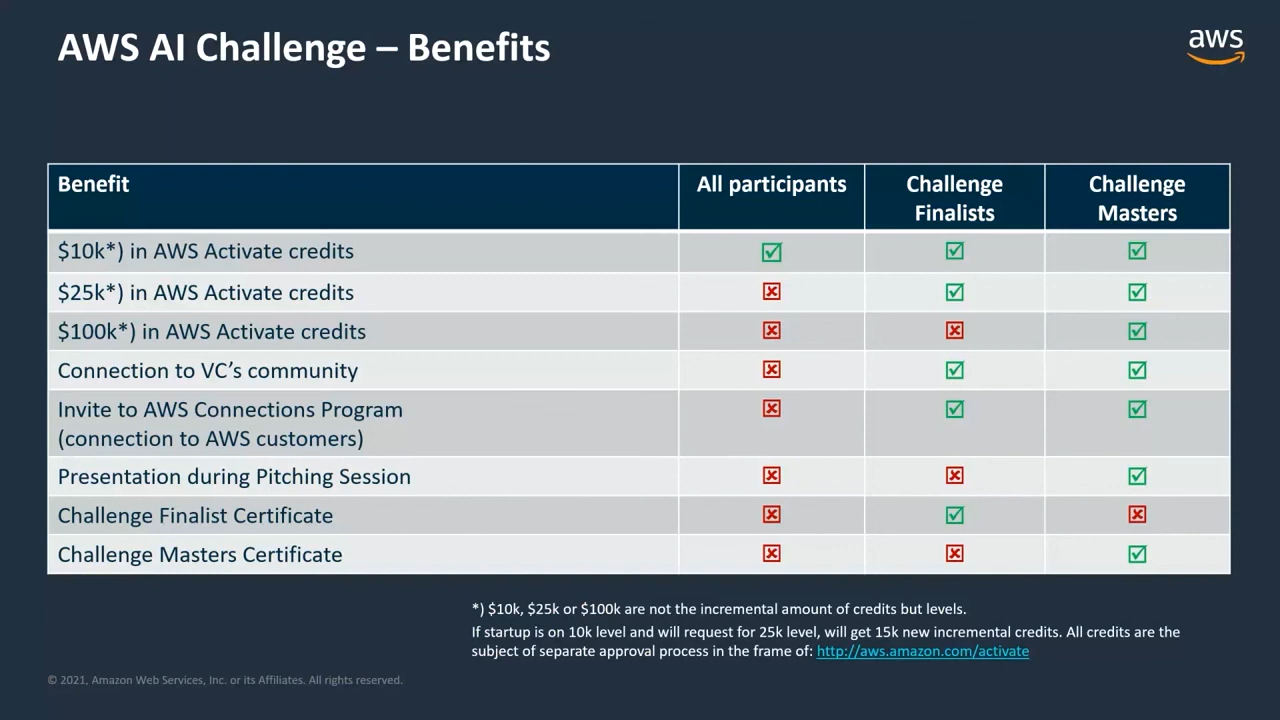 AWS AI Challenge – Benefits
aws
Benefit
All participants
Challenge
Finalists
Challenge
Masters
$10k*) in AWS Activate credits
$25k*) in AWS Activate credits
$100k*) in AWS Activate credits
Connection to VC’s community
Invite to AWS Connections Program
(connection to AWS customers)
Presentation during Pitching Session
Challenge Finalist Certificate
Challenge Masters Certificate
*) $10k, $25k or $100k are not the incremental amount of credits but levels.
If startup is on 10k level and will request for 25k level, will get 15k new incremental credits. All credits are the
subject of separate approval process in the frame of: http://aws.amazon.com/activate
© 2021, Amazon Web Services, Inc. or its Affiliates. All rights reserved.